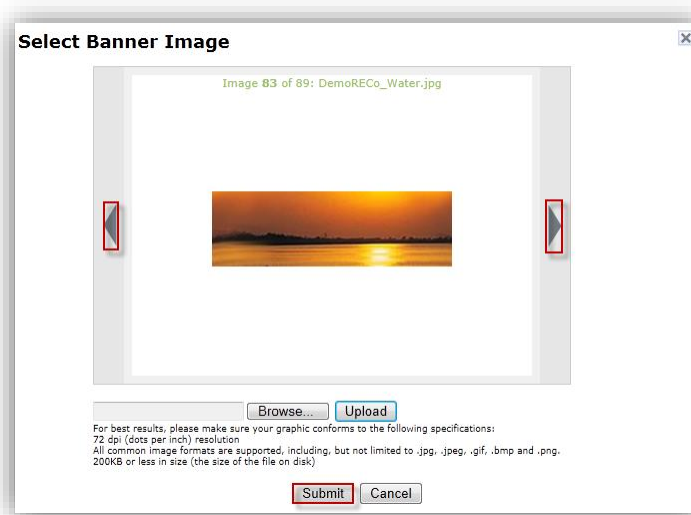 Select Banner Image
Image 83 of 89: DemoRECo_Water.jpg
Browse... Upload
For best results, please make sure your graphic conforms to the following specifications:
72 dpi (dots per inch) resolution
All common image formats are supported, including, but not limited to .jpg, .jpeg, .gif, .bmp and .png.
200KB or less in size (the size of the file on disk)
Submit Cancel